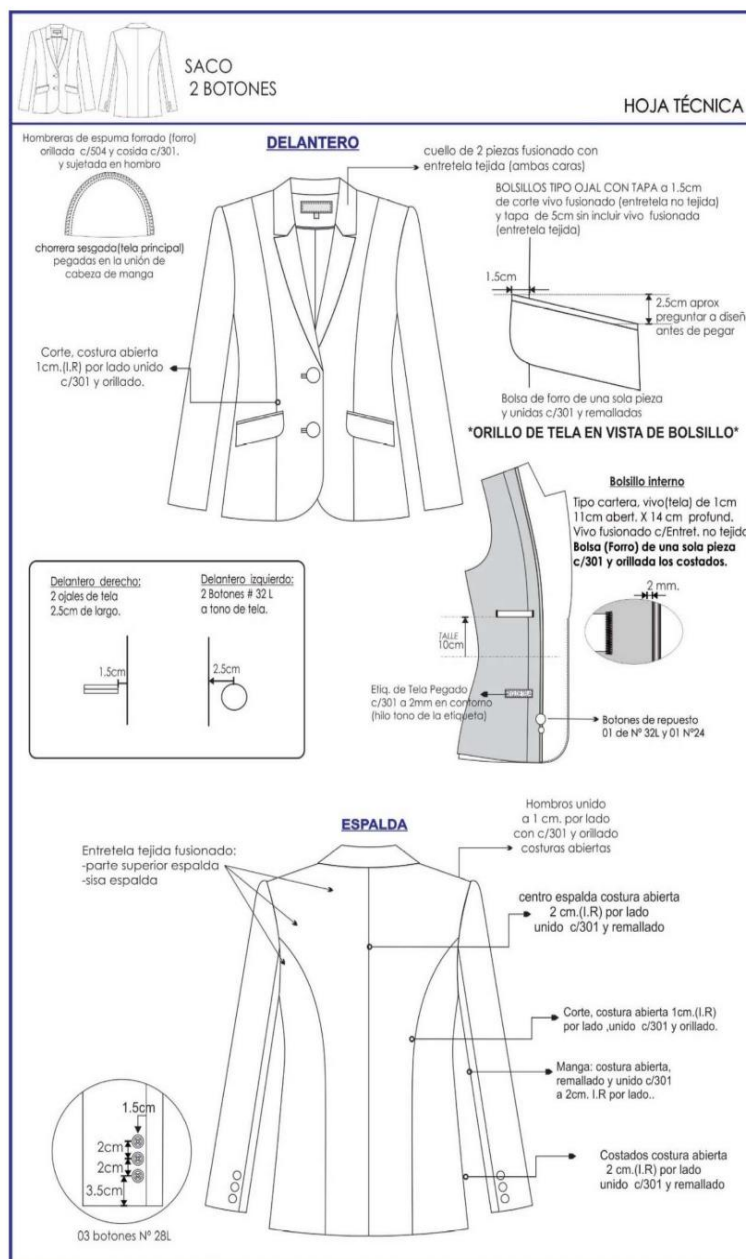 SACO
2 BOTONES
HOJA TÉCNICA
Hombreras de espuma forrado (forro)
orillada c/504 y cosida c/301.
y sujetada en hombro
chorrera sesgada(tela principal)
pegadas en la unión de
cabeza de manga
DELANTERO
cuello de 2 piezas fusionado con
entretela tejida (ambas caras)
BOLSILLOS TIPO OJAL CON TAPA a 1.5cm
de corte vivo fusionado (entretela no tejida)
y tapa de 5cm sin incluir vivo fusionada
(entretela tejida)
1.5cm
2.5cm aprox
preguntar a diseñ
antes de pegar
Corte, costura abierta
1cm.(I.R) por lado unido
c/301 y orillado.
Bolsa de forro de una sola pieza
y unidas c/301 y remalladas
*ORILLO DE TELA EN VISTA DE BOLSILLO*
Bolsillo interno
Tipo cartera, vivo(tela) de 1cm
11cm abert. X 14 cm profund.
Vivo fusionado c/Entret. no tejido
Bolsa (Forro) de una sola pieza
c/301 y orillada los costados.
2 mm.
Delantero derecho:
2 ojales de tela
2.5cm de largo.
1.5cm
Delantero izquierdo:
2 Botones # 32 L
a tono de tela.
2.5cm
TALLE
10cm
Etiq. de Tela Pegado
c/301 a 2mm en contorno
(hilo tono de la etiqueta)
Botones de repuesto
01 de Nº 32L y 01 Nº24
ESPALDA
Entretela tejida fusionado:
-parte superior espalda
-sisa espalda
Hombros unido
a 1 cm. por lado
con c/301 y orillado
costuras abiertas
centro espalda costura abierta
2 cm.(I.R) por lado
unido c/301 y remallado
Corte, costura abierta 1cm.(I.R)
por lado ,unido c/301 y orillado.
Manga: costura abierta,
remallado y unido c/301
a 2cm. I.R por lado..
Costados costura abierta
2 cm.(I.R) por lado
unido c/301 y remallado
1.5cm
2cm
2cm
3.5cm
03 botones Nº 28L